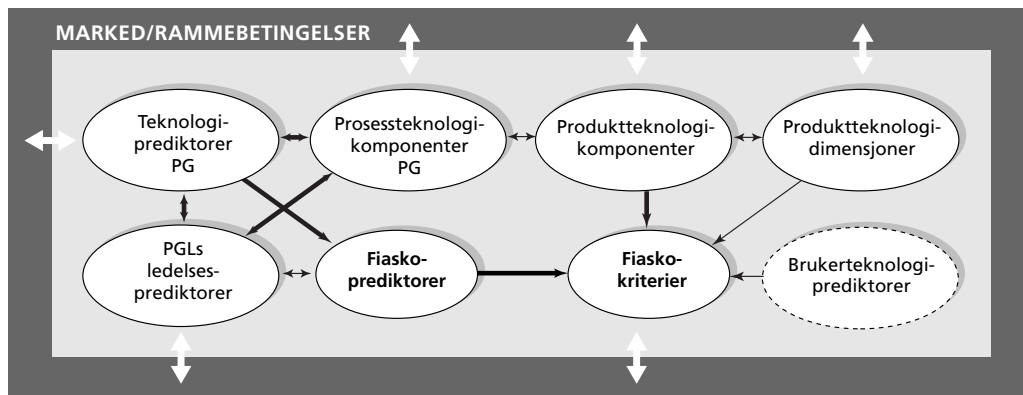 MARKED/RAMMEBETINGELSER
Teknologi-
prediktorer
PG
Prosessteknologi-
komponenter
PG
Produktteknologi-
komponenter
Produktteknologi-
dimensjoner
PGLs
ledelses-
prediktorer
Fiasko-
prediktorer
Fiasko-
kriterier
Brukerteknologi-
prediktorer